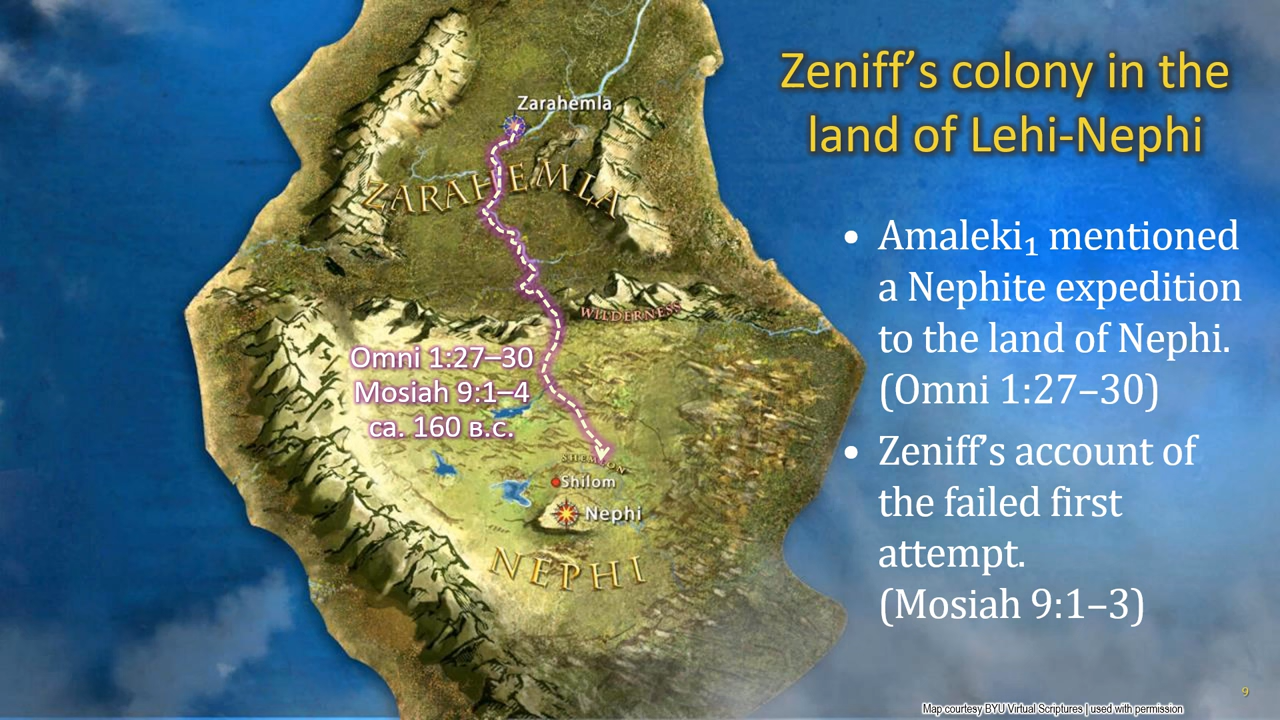 Zeniff’s colony in the
land of Lehi-Nephi
Zarahemla
ZARAHEMLA
WILDERNESS
Omni 1:27–30
Mosiah 9:1–4
ca. 160 B.C.
SHEMLON
Shilom
Nephi
NEPHI
• Amaleki₁ mentioned
a Nephite expedition
to the land of Nephi.
(Omni 1:27–30)
• Zeniff’s account of
the failed first
attempt.
(Mosiah 9:1–3)
9
Map courtesy BYU Virtual Scriptures | used with permission